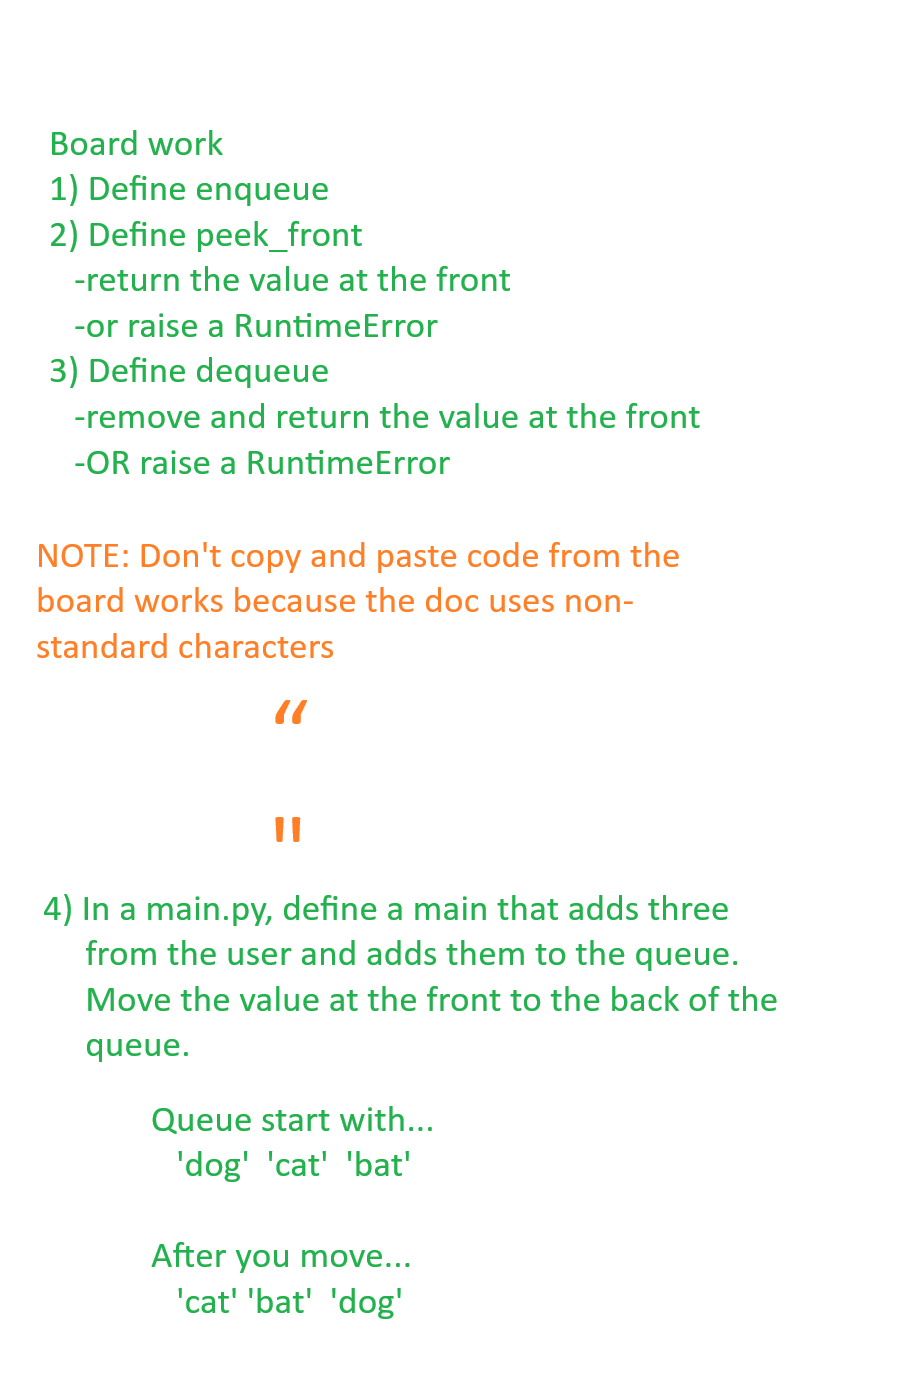 Board work
1) Define enqueue
2) Define peek_front
-return the value at the front
-or raise a RuntimeError
3) Define dequeue
-remove and return the value at the front
-OR raise a RuntimeError
NOTE: Don't copy and paste code from the
board works because the doc uses non-
standard characters
“
"
4) In a main.py, define a main that adds three
from the user and adds them to the queue.
Move the value at the front to the back of the
queue.
Queue start with...
'dog'  'cat'  'bat'
After you move...
'cat' 'bat'  'dog'